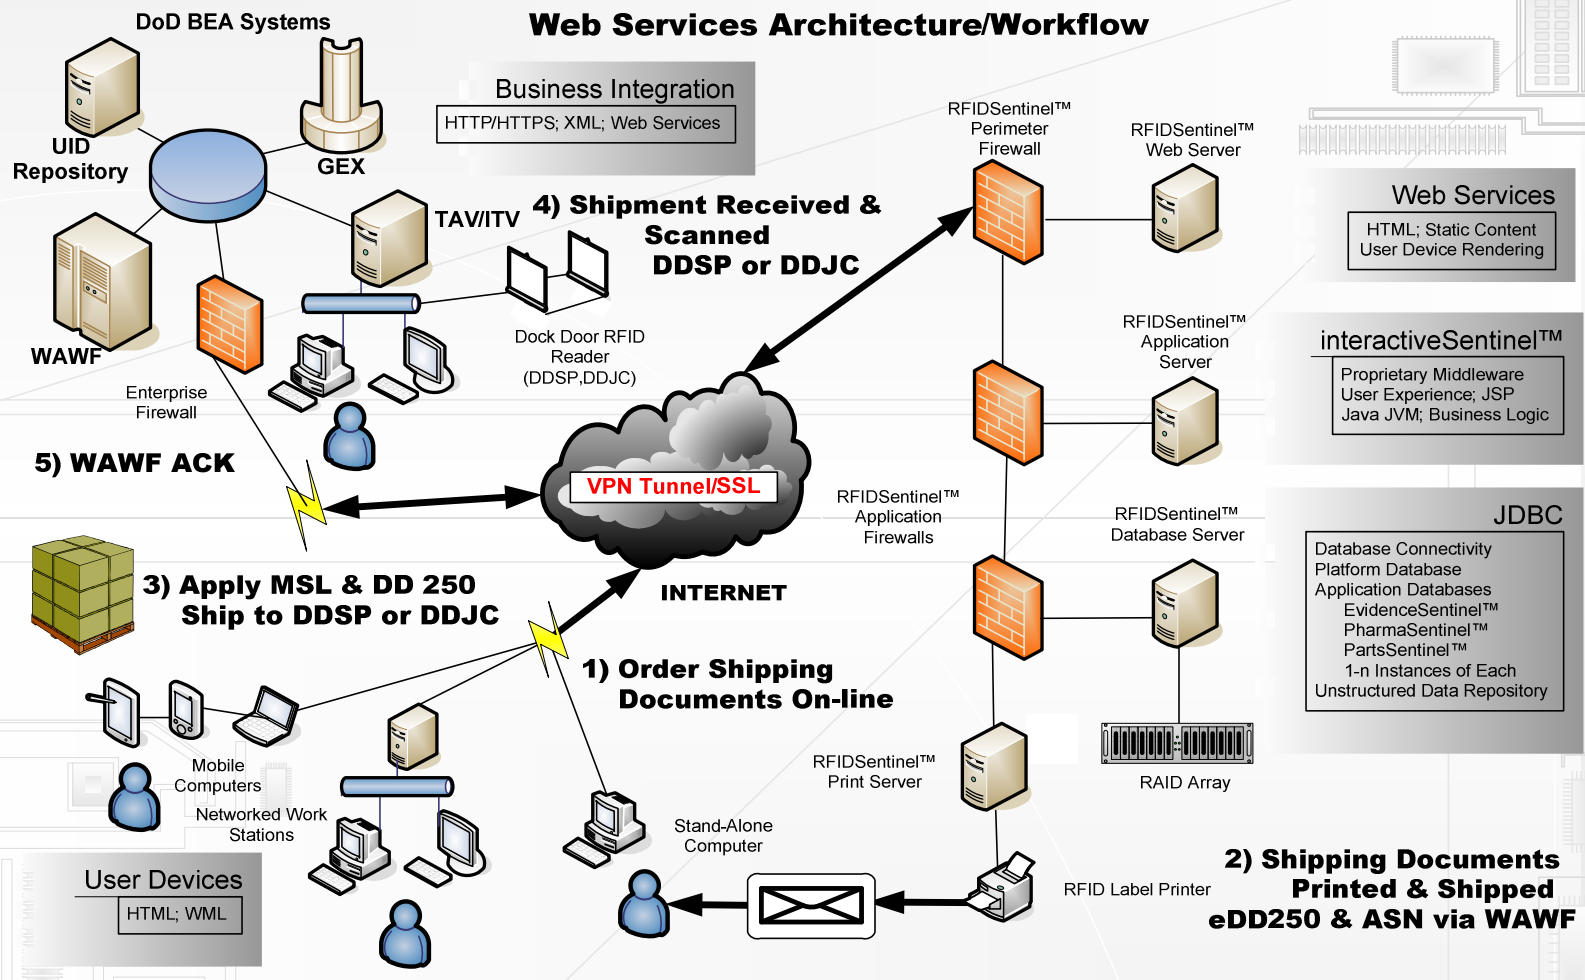 DoD BEA Systems
Web Services Architecture/Workflow
Business Integration
HTTP/HTTPS; XML; Web Services
UID
Repository
GEX
TAV/ITV
WAWF
Enterprise
Firewall
4) Shipment Received &
Scanned
DDSP or DDJC
Dock Door RFID
Reader
(DDSP,DDJC)
RFIDSentinel™
Perimeter
Firewall
RFIDSentinel™
Web Server
Web Services
HTML; Static Content
User Device Rendering
RFIDSentinel™
Application
Server
interactiveSentinel™
Proprietary Middleware
User Experience; JSP
Java JVM; Business Logic
5) WAWF ACK
VPN Tunnel/SSL
INTERNET
RFIDSentinel™
Application
Firewalls
RFIDSentinel™
Database Server
JDBC
Database Connectivity
Platform Database
Application Databases
EvidenceSentinel™
PharmaSentinel™
PartsSentinel™
1-n Instances of Each
Unstructured Data Repository
3) Apply MSL & DD 250
Ship to DDSP or DDJC
1) Order Shipping
Documents On-line
Mobile
Computers
Networked Work
Stations
RFIDSentinel™
Print Server
RAID Array
Stand-Alone
Computer
RFID Label Printer
User Devices
HTML; WML
2) Shipping Documents
Printed & Shipped
eDD250 & ASN via WAWF